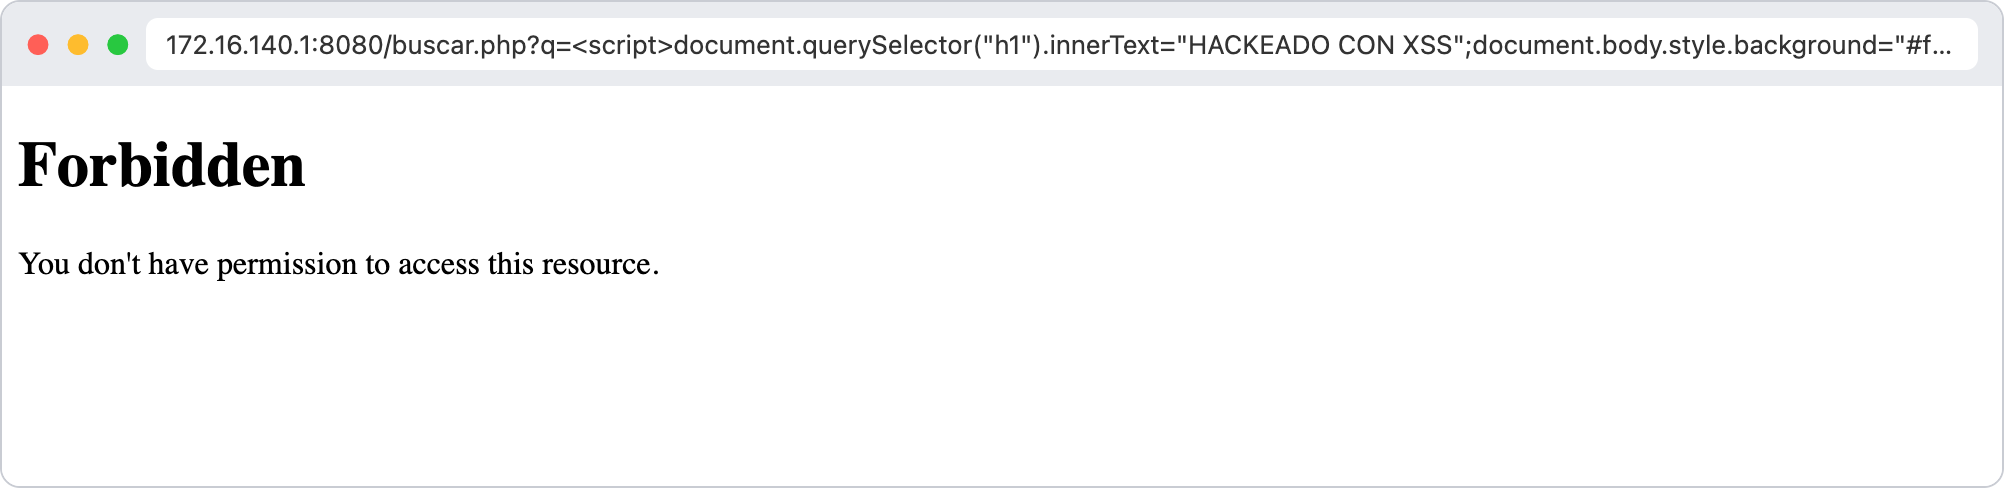 172.16.140.1:8080/buscar.php?q=<script>document.querySelector("h1").innerText="HACKEADO CON XSS";document.body.style.background="#f...
Forbidden
You don't have permission to access this resource.